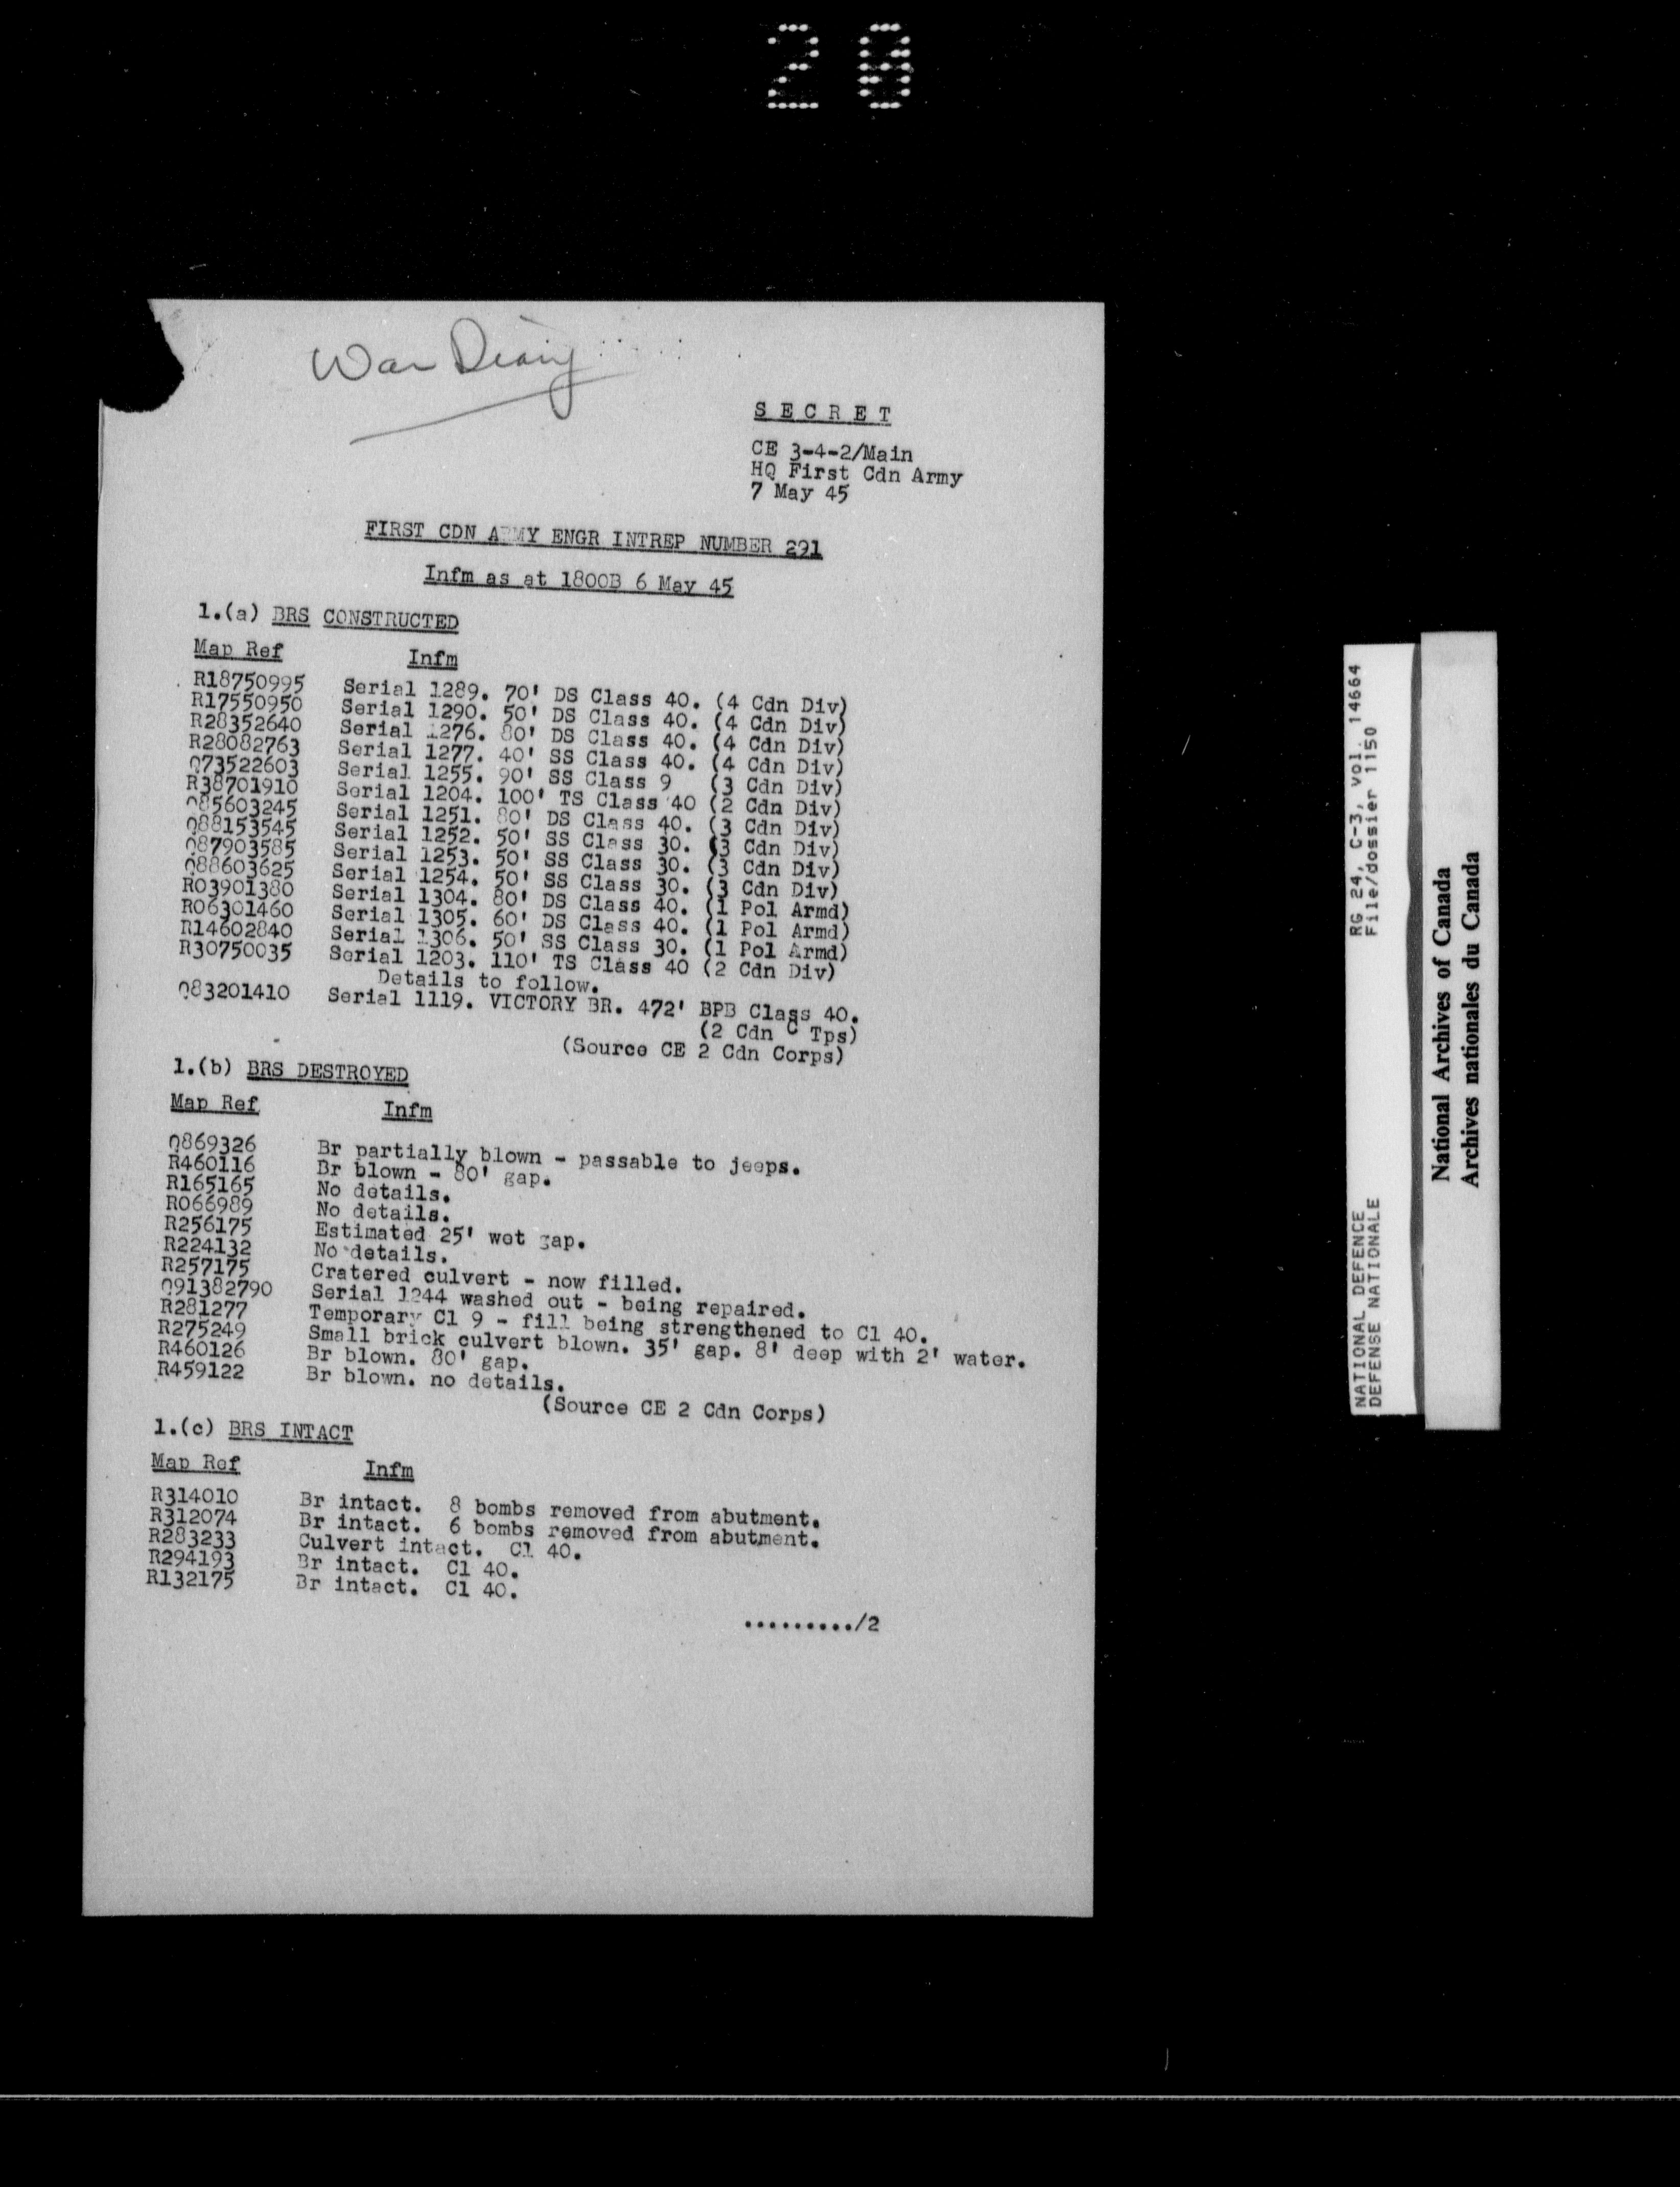 20
War Diary
SECRET
CE 3-4-2/Main
HQ First Cdn Army
7 May 45
FIRST CDN ARMY ENGR INTREP NUMBER 291
Infm as at 1800B 6 May 45
1.(a) BRS CONSTRUCTED
Map Ref Infm
R18750995 Serial 1289. 70' DS Class 40. (4 Cdn Div)
R17550950 Serial 1290. 50' DS Class 40. (4 Cdn Div)
R28352640 Serial 1276. 80' DS Class 40. (4 Cdn Div)
R28082763 Serial 1277. 40' SS Class 40. (4 Cdn Div)
Q73522603 Serial 1255. 90' SS Class 9 (3 Cdn Div)
R38701910 Serial 1204. 100' TS Class 40 (2 Cdn Div)
Q85603245 Serial 1251. 80' DS Class 40. (3 Cdn Div)
Q88153545 Serial 1252. 50' SS Class 30. (3 Cdn Div)
Q87903585 Serial 1253. 50' SS Class 30. (3 Cdn Div)
Q88603625 Serial 1254. 50' SS Class 30. (3 Cdn Div)
R03901380 Serial 1304. 80' DS Class 40. (1 Pol Armd)
R06301460 Serial 1305. 60' DS Class 40. (1 Pol Armd)
R14602840 Serial 1306. 50' SS Class 30. (1 Pol Armd)
R30750035 Serial 1203. 110' TS Class 40 (2 Cdn Div)
Details to follow.
Q83201410 Serial 1119. VICTORY BR. 472' BPB Class 40.
(2 Cdn C Tps)
(Source CE 2 Cdn Corps)
1.(b) BRS DESTROYED
Map Ref Infm
Q869326 Br partially blown - passable to jeeps.
R460116 Br blown - 80' gap.
R165165 No details.
R066989 No details.
R256175 Estimated 25' wet gap.
R224132 No details.
R257175 Cratered culvert - now filled.
Q91382790 Serial 1244 washed out - being repaired.
R281277 Temporary Cl 9 - fill being strengthened to Cl 40.
R275249 Small brick culvert blown. 35' gap. 8' deep with 2' water.
R460126 Br blown. 80' gap.
R459122 Br blown. no details.
(Source CE 2 Cdn Corps)
1.(c) BRS INTACT
Map Ref Infm
R314010 Br intact. 8 bombs removed from abutment.
R312074 Br intact. 6 bombs removed from abutment.
R283233 Culvert intact. Cl 40.
R294193 Br intact. Cl 40.
R132175 Br intact. Cl 40.
........./2
NATIONAL DEFENCE RG 24, C-3, vol. 14664
DEFENSE NATIONALE File/dossier 1150
National Archives of Canada
Archives nationales du Canada